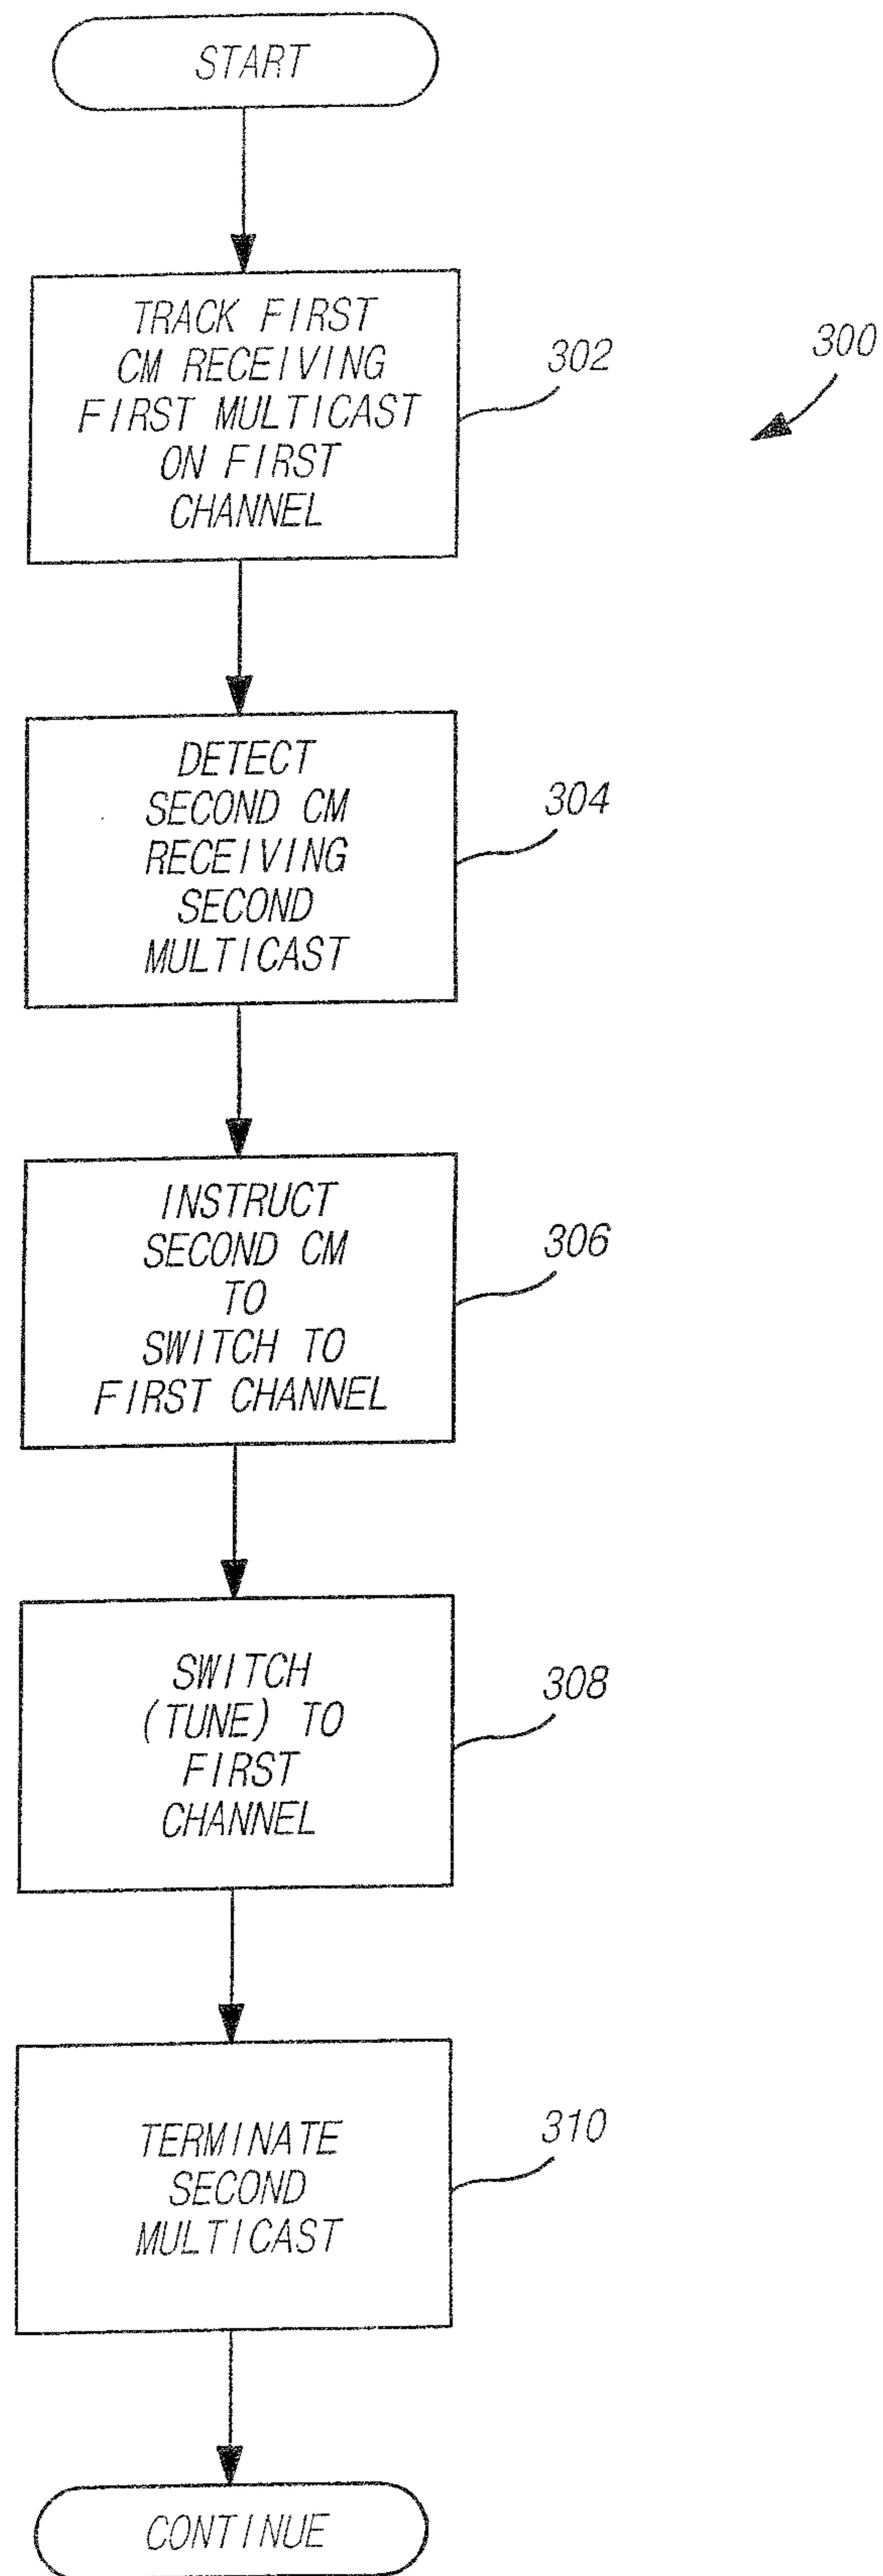 START
TRACK FIRST
CM RECEIVING
FIRST MULTICAST
ON FIRST
CHANNEL
302
300
DETECT
SECOND CM
RECEIVING
SECOND
MULTICAST
304
INSTRUCT
SECOND CM
TO
SWITCH TO
FIRST CHANNEL
306
SWITCH
(TUNE) TO
FIRST
CHANNEL
308
TERMINATE
SECOND
MULTICAST
310
CONTINUE